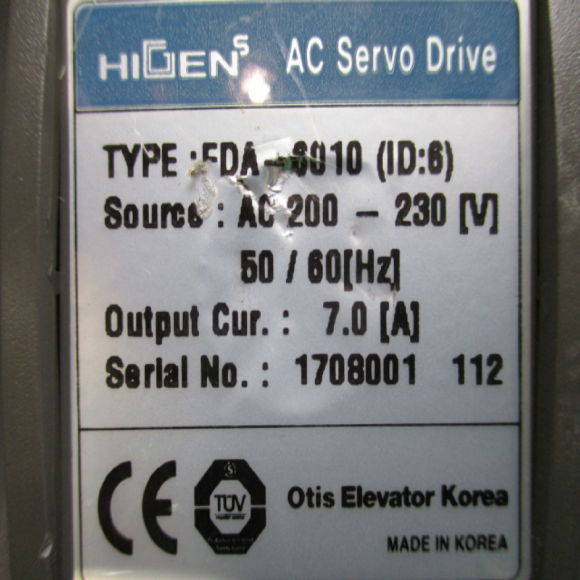 HIGEN S AC Servo Drive
TYPE : FDA-6010 (ID:6)
Source : AC 200 - 230 [V]
50 / 60[Hz]
Output Cur. : 7.0 [A]
Serial No. : 1708001 112
CE TÜV Otis Elevator Korea
MADE IN KOREA